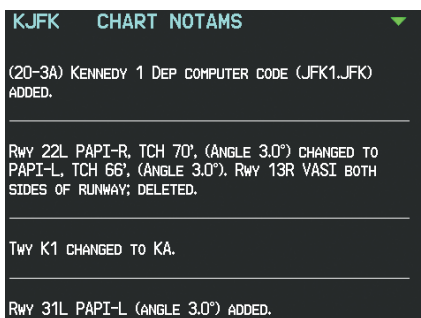 KJFK CHART NOTAMS
(20-3A) KENNEDY 1 DEP COMPUTER CODE (JFK1.JFK)
ADDED.
RWY 22L PAPI-R, TCH 70', (ANGLE 3.0°) CHANGED TO
PAPI-L, TCH 66', (ANGLE 3.0°). RWY 13R VASI BOTH
SIDES OF RUNWAY; DELETED.
TWY K1 CHANGED TO KA.
RWY 31L PAPI-L (ANGLE 3.0°) ADDED.